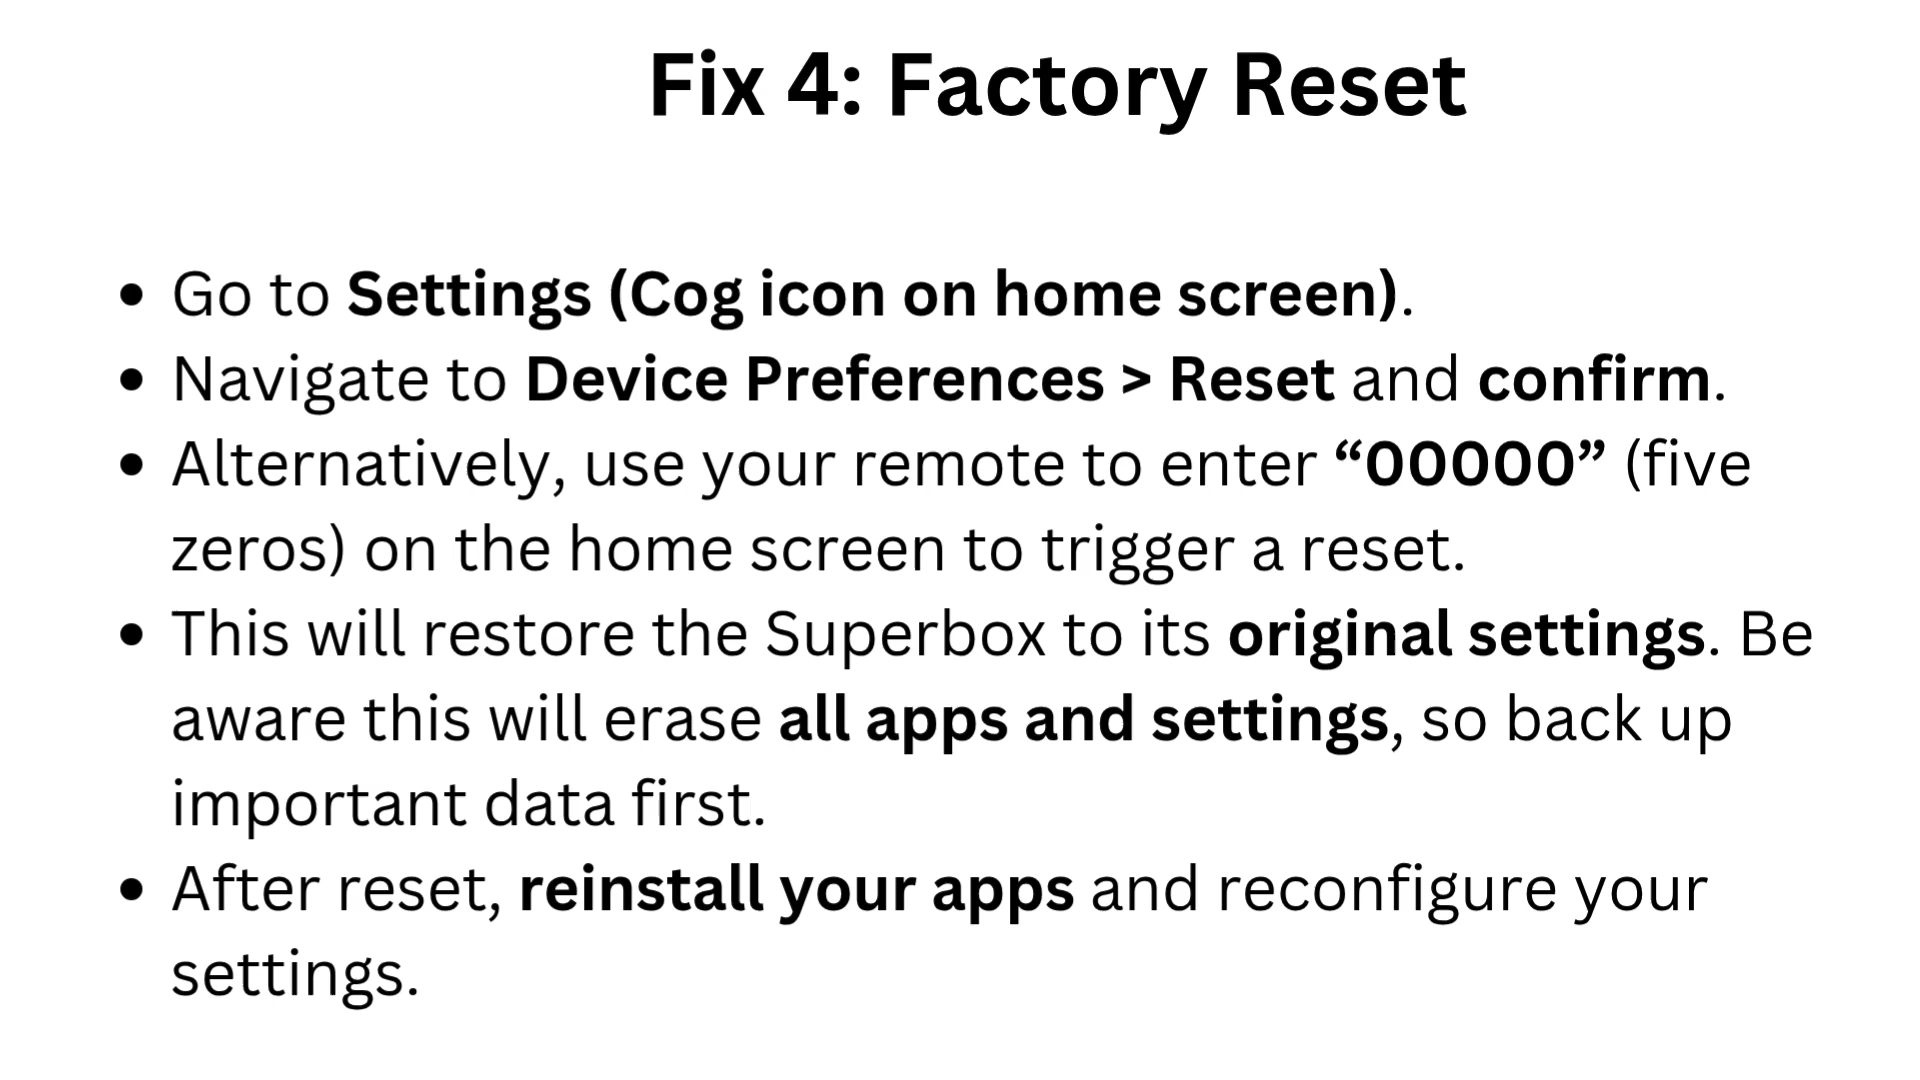 Fix 4: Factory Reset
• Go to Settings (Cog icon on home screen).
• Navigate to Device Preferences > Reset and confirm.
• Alternatively, use your remote to enter “00000” (five
zeros) on the home screen to trigger a reset.
• This will restore the Superbox to its original settings. Be
aware this will erase all apps and settings, so back up
important data first.
• After reset, reinstall your apps and reconfigure your
settings.